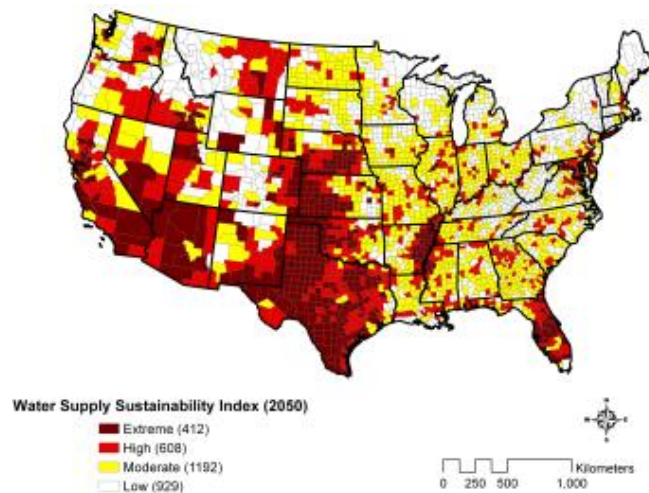 Water Supply Sustainability Index (2050)
Extreme (412)
High (608)
Moderate (1192)
Low (929)
Kilometers
0 250 500 1,000